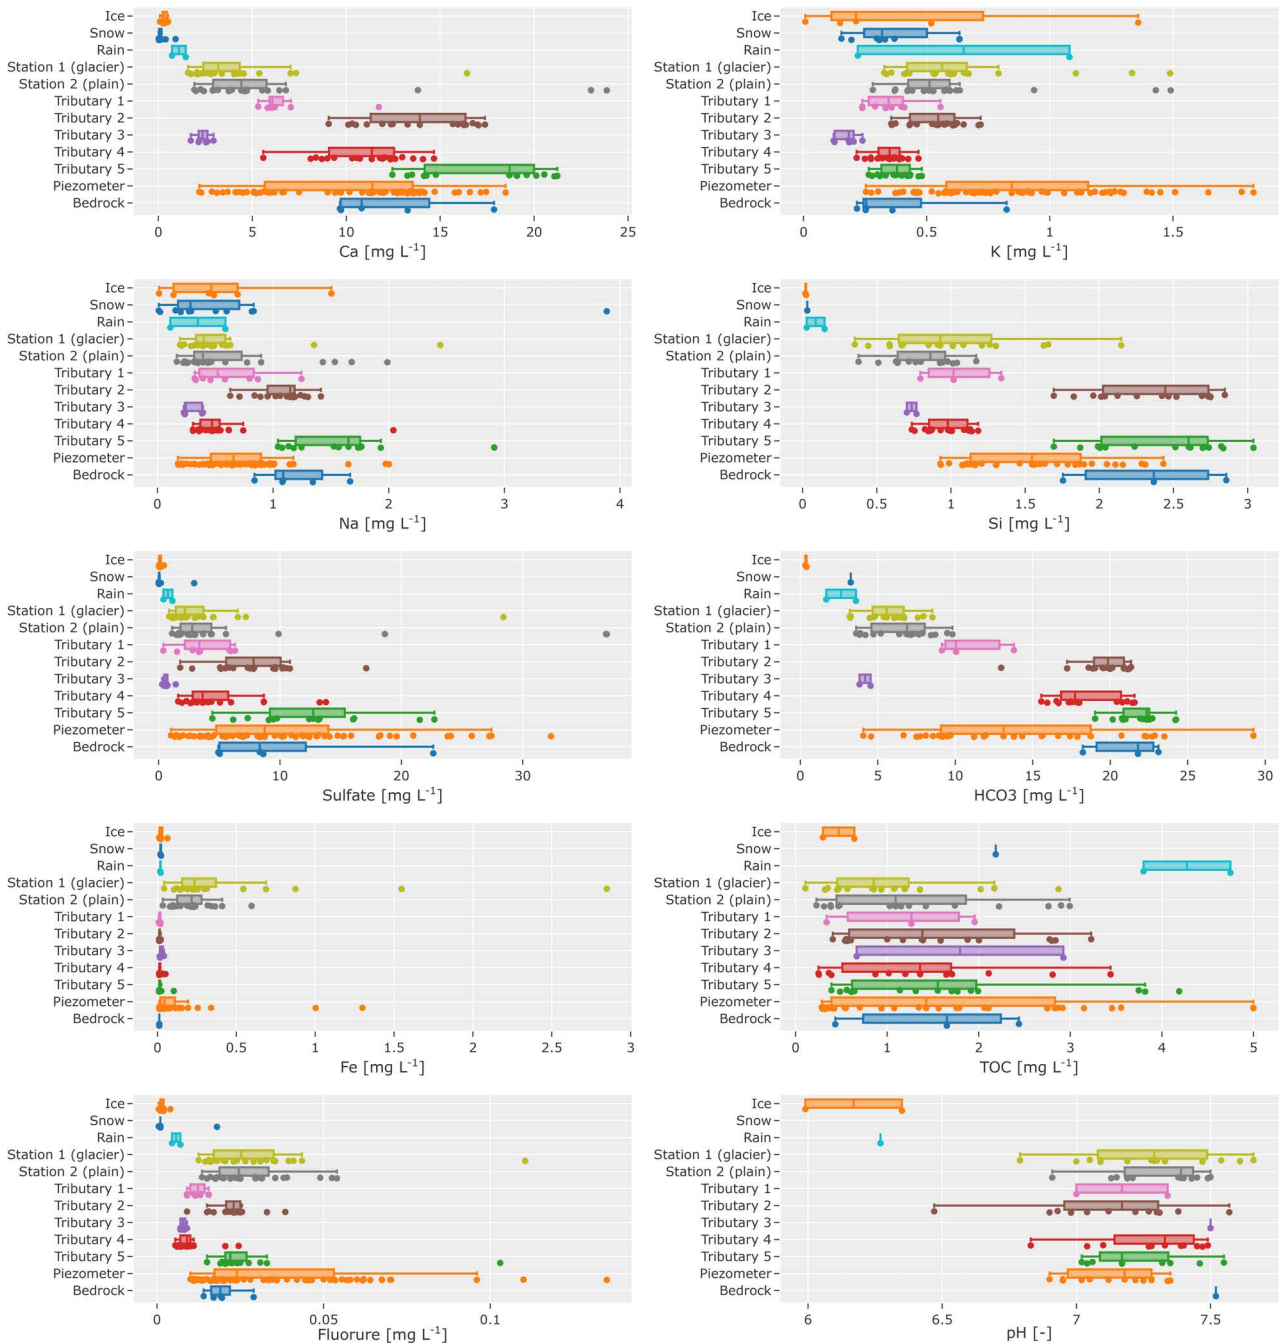 Ice
Snow
Rain
Station 1 (glacier)
Station 2 (plain)
Tributary 1
Tributary 2
Tributary 3
Tributary 4
Tributary 5
Piezometer
Bedrock
0 5 10 15 20 25
Ca [mg L⁻¹]
Ice
Snow
Rain
Station 1 (glacier)
Station 2 (plain)
Tributary 1
Tributary 2
Tributary 3
Tributary 4
Tributary 5
Piezometer
Bedrock
0 0.5 1 1.5
K [mg L⁻¹]
Ice
Snow
Rain
Station 1 (glacier)
Station 2 (plain)
Tributary 1
Tributary 2
Tributary 3
Tributary 4
Tributary 5
Piezometer
Bedrock
0 1 2 3 4
Na [mg L⁻¹]
Ice
Snow
Rain
Station 1 (glacier)
Station 2 (plain)
Tributary 1
Tributary 2
Tributary 3
Tributary 4
Tributary 5
Piezometer
Bedrock
0 0.5 1 1.5 2 2.5 3
Si [mg L⁻¹]
Ice
Snow
Rain
Station 1 (glacier)
Station 2 (plain)
Tributary 1
Tributary 2
Tributary 3
Tributary 4
Tributary 5
Piezometer
Bedrock
0 10 20 30
Sulfate [mg L⁻¹]
Ice
Snow
Rain
Station 1 (glacier)
Station 2 (plain)
Tributary 1
Tributary 2
Tributary 3
Tributary 4
Tributary 5
Piezometer
Bedrock
0 5 10 15 20 25 30
HCO3 [mg L⁻¹]
Ice
Snow
Rain
Station 1 (glacier)
Station 2 (plain)
Tributary 1
Tributary 2
Tributary 3
Tributary 4
Tributary 5
Piezometer
Bedrock
0 0.5 1 1.5 2 2.5 3
Fe [mg L⁻¹]
Ice
Snow
Rain
Station 1 (glacier)
Station 2 (plain)
Tributary 1
Tributary 2
Tributary 3
Tributary 4
Tributary 5
Piezometer
Bedrock
0 1 2 3 4 5
TOC [mg L⁻¹]
Ice
Snow
Rain
Station 1 (glacier)
Station 2 (plain)
Tributary 1
Tributary 2
Tributary 3
Tributary 4
Tributary 5
Piezometer
Bedrock
0 0.05 0.1
Fluorure [mg L⁻¹]
Ice
Snow
Rain
Station 1 (glacier)
Station 2 (plain)
Tributary 1
Tributary 2
Tributary 3
Tributary 4
Tributary 5
Piezometer
Bedrock
6 6.5 7 7.5
pH [-]